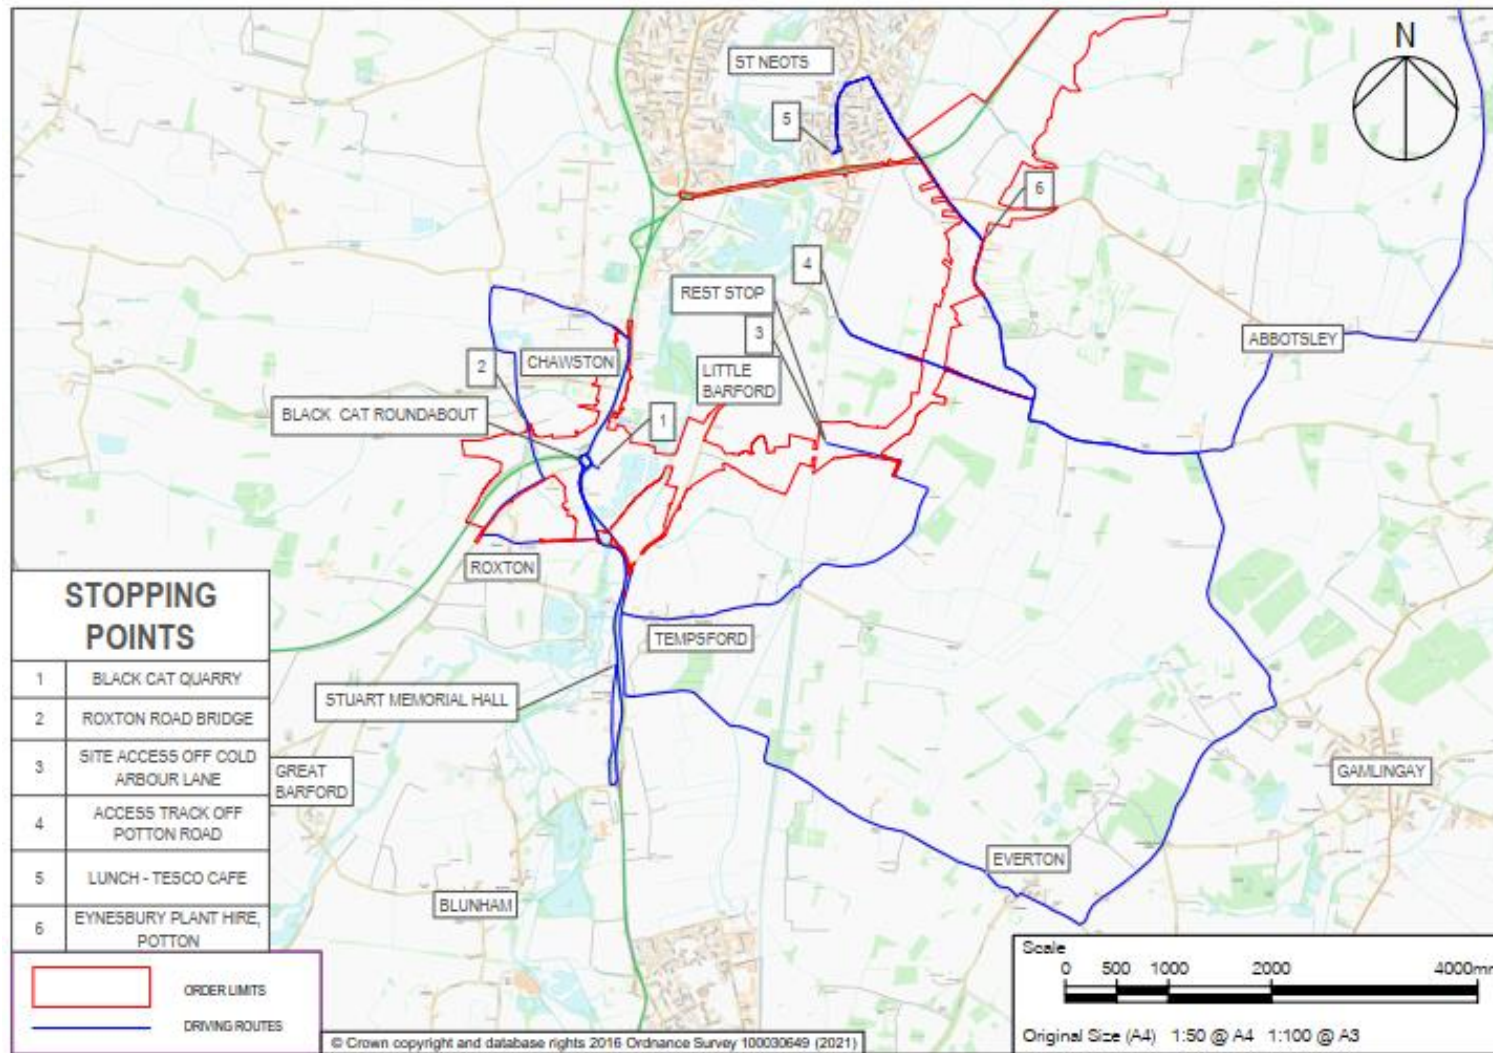 N
ST NEOTS
5
6
4
REST STOP
3
ABBOTSLEY
CHAWSTON
2
LITTLE
BARFORD
BLACK CAT ROUNDABOUT
1
ROXTON
TEMPSFORD
STUART MEMORIAL HALL
GREAT
BARFORD
GAMLINGAY
EVERTON
BLUNHAM
STOPPING
POINTS
1 BLACK CAT QUARRY
2 ROXTON ROAD BRIDGE
3 SITE ACCESS OFF COLD
ARBOUR LANE
4 ACCESS TRACK OFF
POTTON ROAD
5 LUNCH - TESCO CAFE
6 EYNESBURY PLANT HIRE,
POTTON
ORDER LIMITS
DRIVING ROUTES
© Crown copyright and database rights 2016 Ordnance Survey 100030649 (2021)
Scale
0 500 1000 2000 4000m
Original Size (A4) 1:50 @ A4 1:100 @ A3